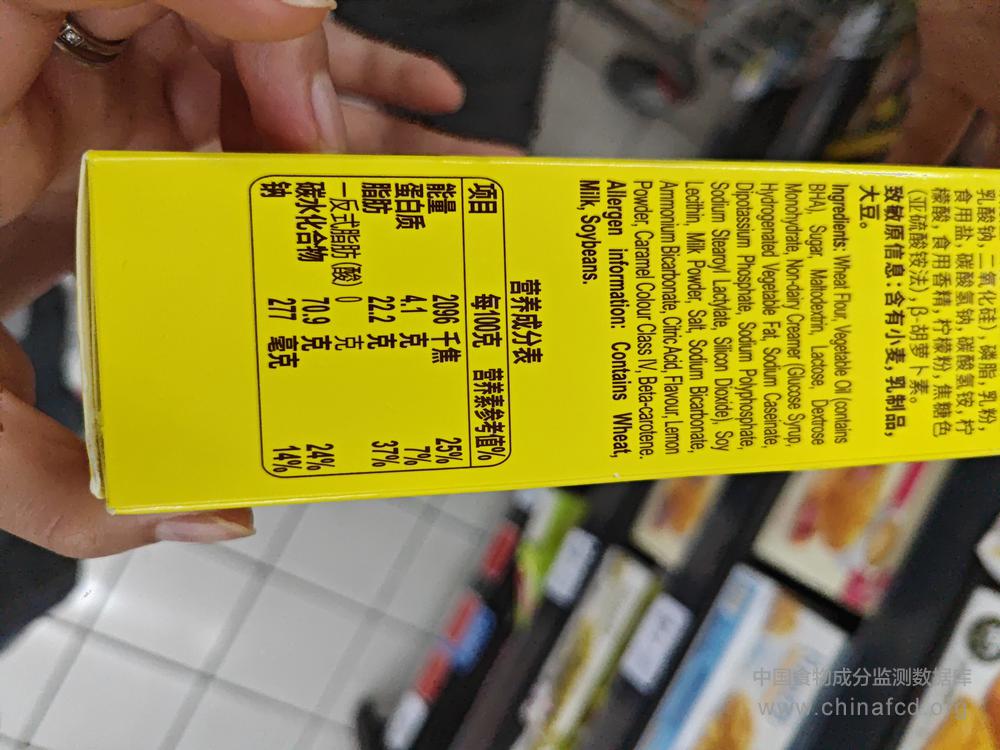 乳酸钠,二氧化硅),磷脂,乳粉,
食用盐,碳酸氢钠,碳酸氢铵,柠
檬酸,食用香精,柠檬粉,焦糖色
(亚硫酸铵法),β-胡萝卜素。
致敏原信息:含有小麦,乳制品,
大豆。
Ingredients: Wheat Flour, Vegetable Oil (contains
BHA), Sugar, Maltodextrin, Lactose, Dextrose
Monohydrate, Non-dairy Creamer (Glucose Syrup,
Hydrogenated Vegetable Fat, Sodium Caseinate,
Dipotassium Phosphate, Sodium Polyphosphate,
Sodium Stearoyl Lactylate, Silicon Dioxide), Soy
Lecithin, Milk Powder, Salt, Sodium Bicarbonate,
Ammonium Bicarbonate, Citric Acid, Flavour, Lemon
Powder, Caramel Colour Class IV, Beta-carotene.
Allergen information: Contains Wheat,
Milk, Soybeans.
营养成分表
项目 每100克 营养素参考值%
能量 2096 千焦 25%
蛋白质 4.1 克 7%
脂肪 22.2 克 37%
一反式脂肪(酸) 0 克
碳水化合物 70.9 克 24%
钠 277 毫克 14%
中国食物成分监测数据库
www.chinafcd.org